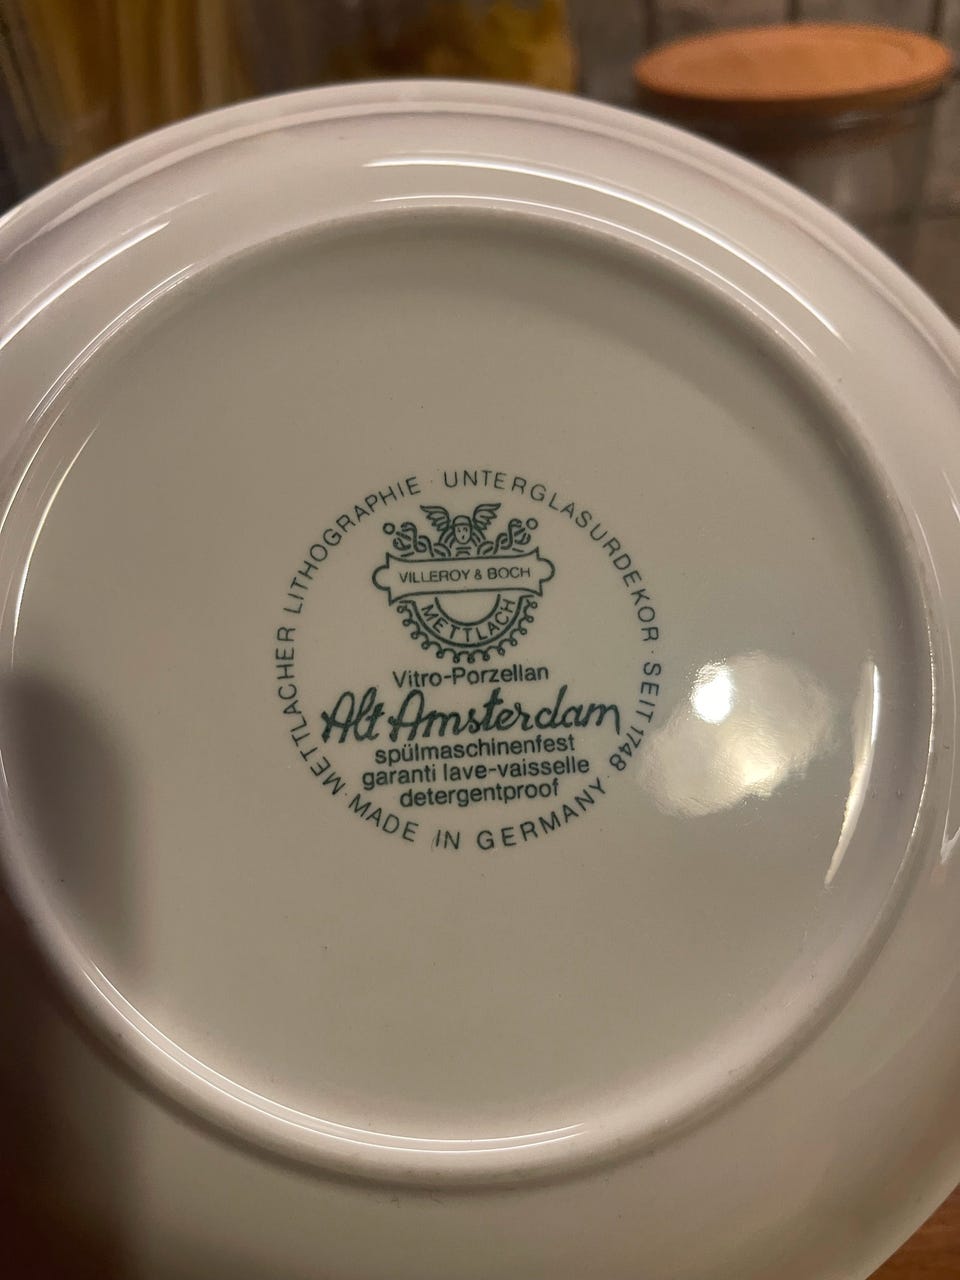 METTLACHER LITHOGRAPHIE · UNTERGLASURDEKOR · SEIT 1748 ·
VILLEROY & BOCH
METTLACH
Vitro-Porzellan
Alt Amsterdam
spülmaschinenfest
garanti lave-vaisselle
detergentproof
· MADE IN GERMANY ·